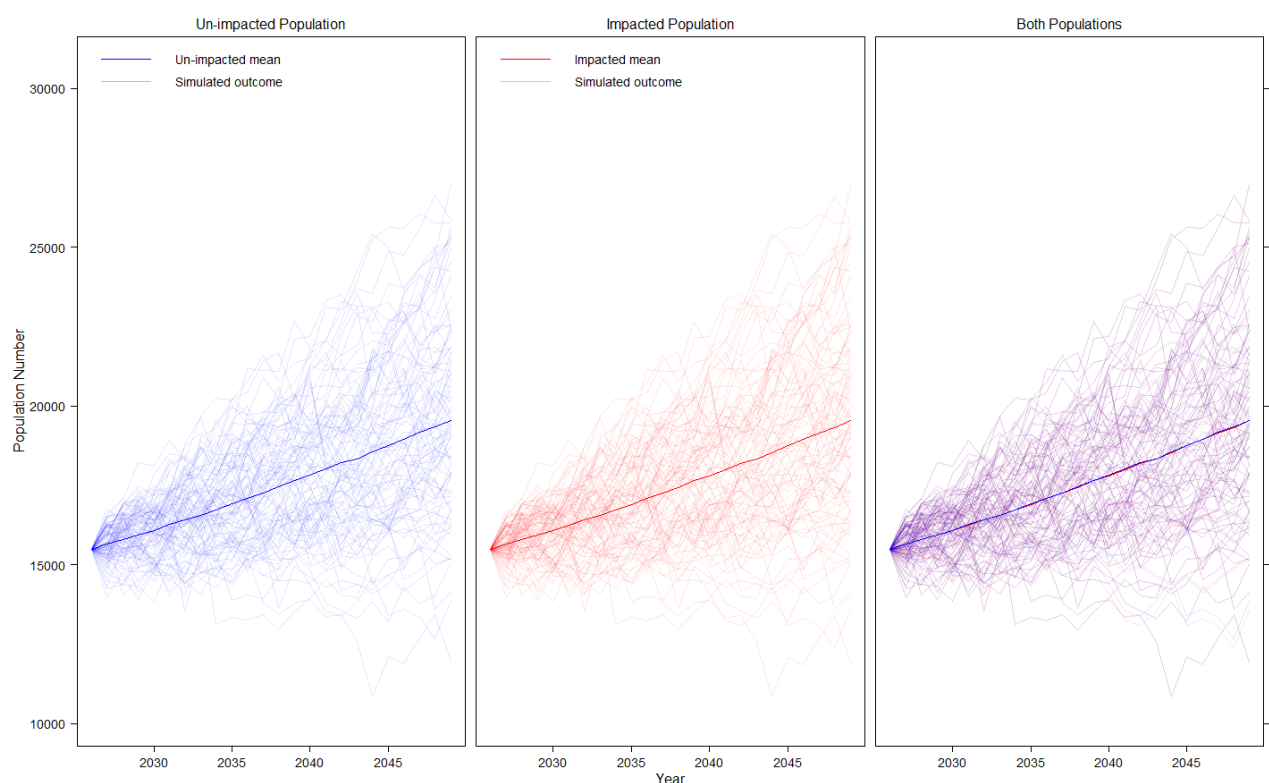 Un-impacted Population
Impacted Population
Both Populations
Un-impacted mean
Simulated outcome
Impacted mean
Simulated outcome
Population Number
30000
25000
20000
15000
10000
2030
2035
2040
2045
2030
2035
2040
2045
2030
2035
2040
2045
Year